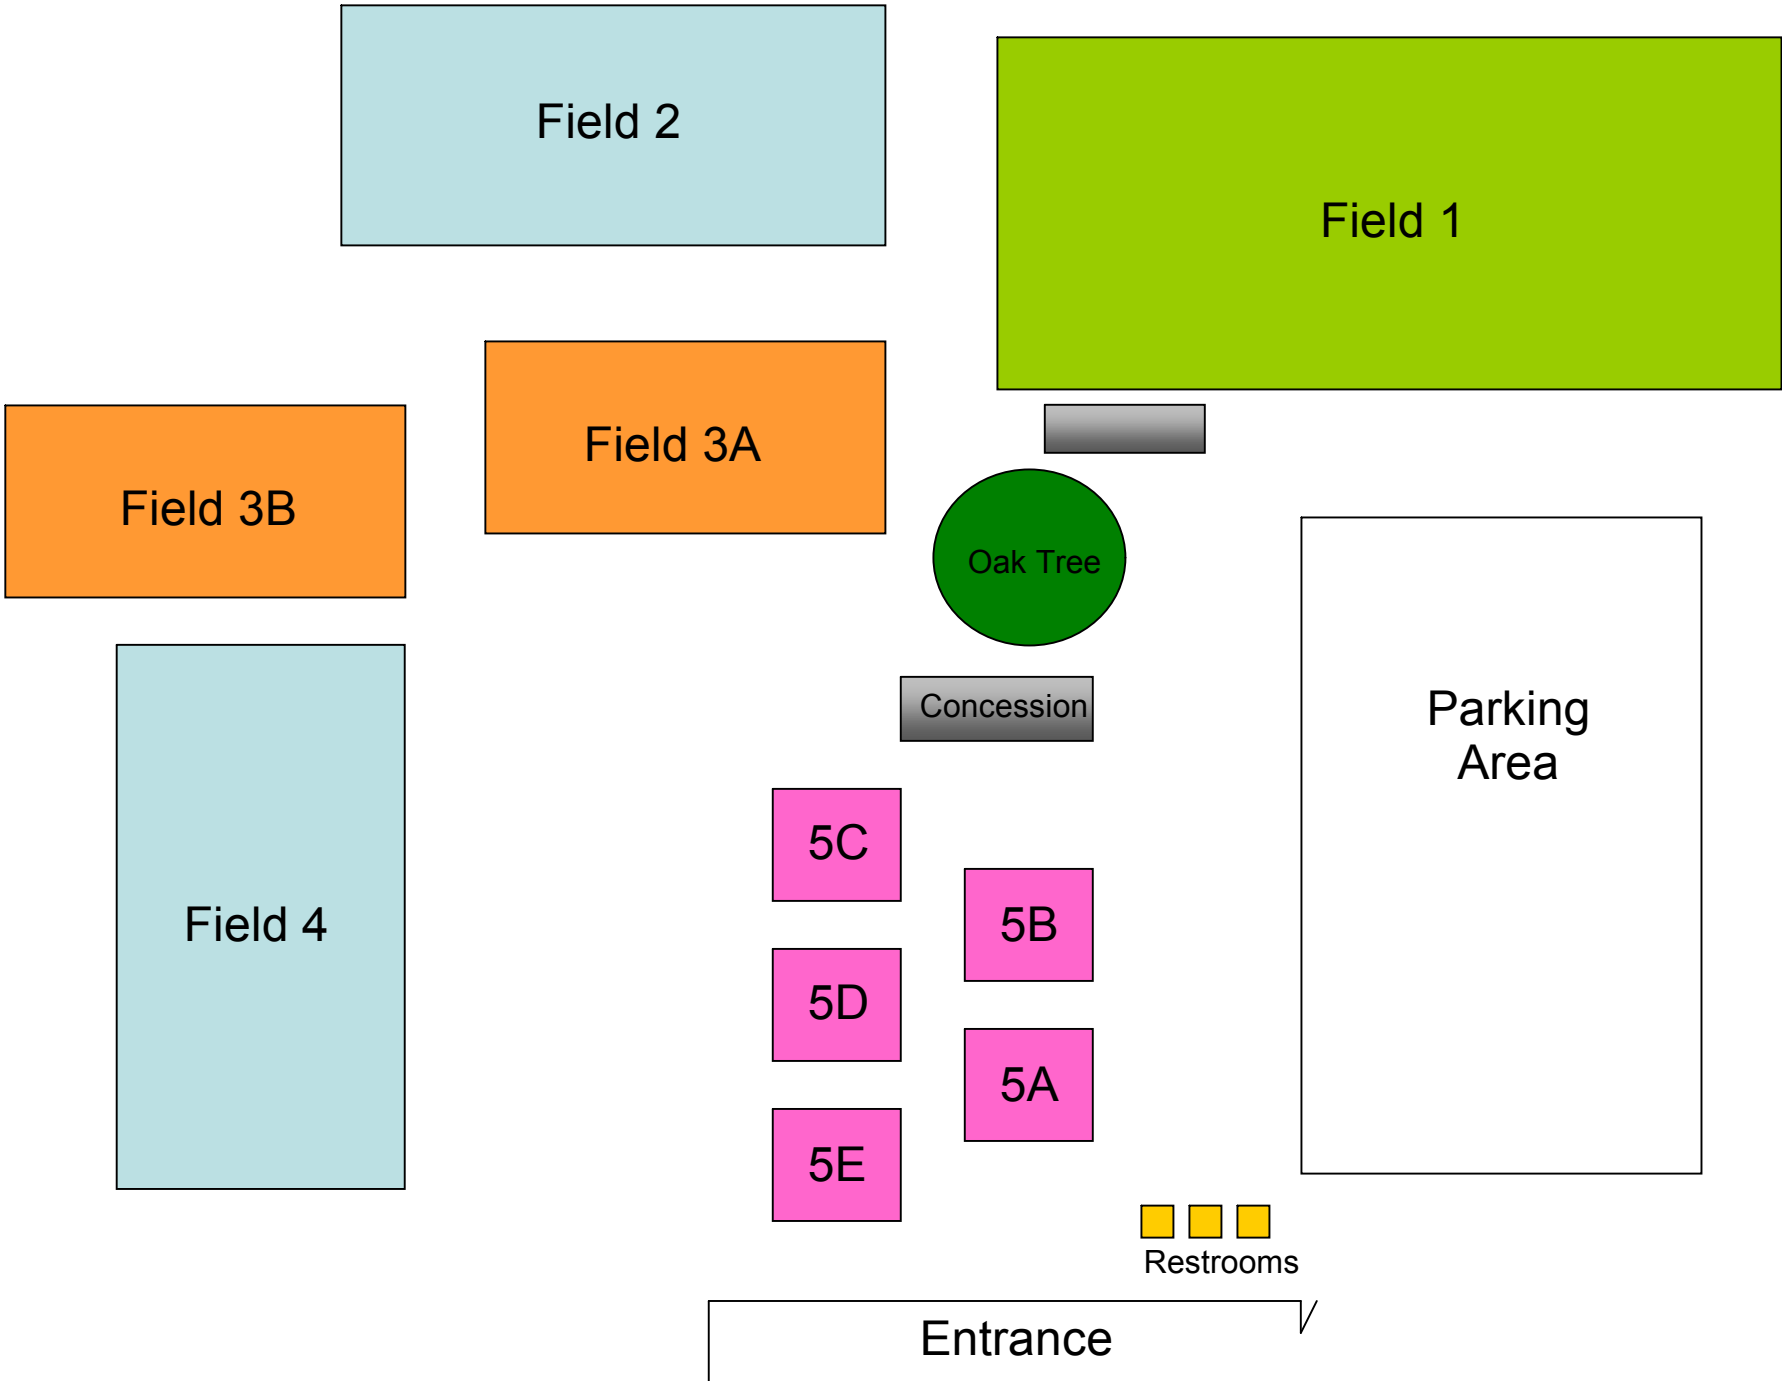 Field 2
Field 1
Field 3A
Field 3B
Oak Tree
Concession
Parking
Area
5C
Field 4
5B
5D
5A
5E
Restrooms
Entrance